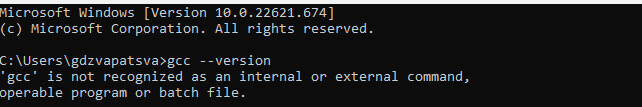 Microsoft Windows [Version 10.0.22621.674]
(c) Microsoft Corporation. All rights reserved.
C:\Users\gdzvapatsva>gcc --version
'gcc' is not recognized as an internal or external command,
operable program or batch file.